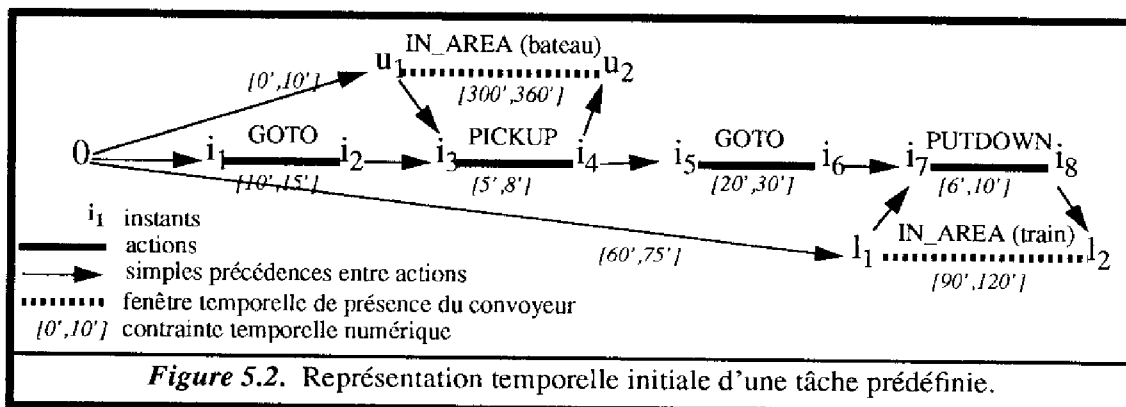 IN_AREA (bateau)
u1 u2
[0',10']
[300',360']
GOTO PICKUP GOTO PUTDOWN
0 i1 i2 i3 i4 i5 i6 i7 i8
[10',15'] [5',8'] [20',30'] [6',10']
i1 instants
actions
[60',75'] l1 IN_AREA (train) l2
simples précédences entre actions
[90',120']
fenêtre temporelle de présence du convoyeur
[0',10'] contrainte temporelle numérique
Figure 5.2. Représentation temporelle initiale d'une tâche prédéfinie.